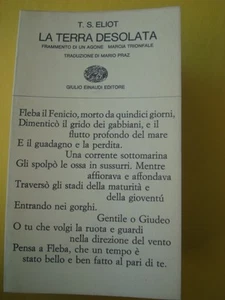 T. S. ELIOT
LA TERRA DESOLATA
FRAMMENTO DI UN AGONE MARCIA TRIONFALE
TRADUZIONE DI MARIO PRAZ
GIULIO EINAUDI EDITORE
Fleba il Fenicio, morto da quindici giorni,
Dimenticò il grido dei gabbiani, e il
flutto profondo del mare
E il guadagno e la perdita.
Una corrente sottomarina
Gli spolpò le ossa in sussurri. Mentre
affiorava e affondava
Traversò gli stadi della maturità e
della gioventú
Entrando nei gorghi.
Gentile o Giudeo
O tu che volgi la ruota e guardi
nella direzione del vento
Pensa a Fleba, che un tempo è
stato bello e ben fatto al pari di te.